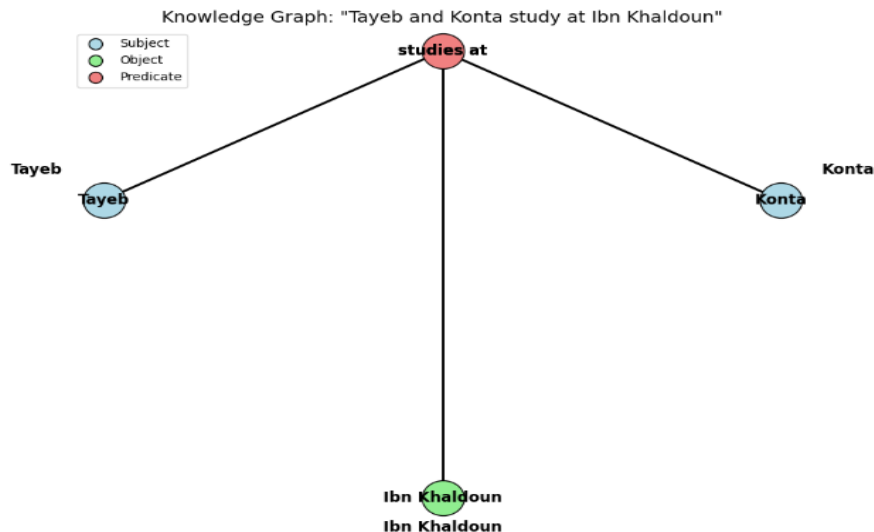 Knowledge Graph: "Tayeb and Konta study at Ibn Khaldoun"
Subject
Object
Predicate
studies at
Tayeb
Konta
Tayeb
Konta
Ibn Khaldoun
Ibn Khaldoun